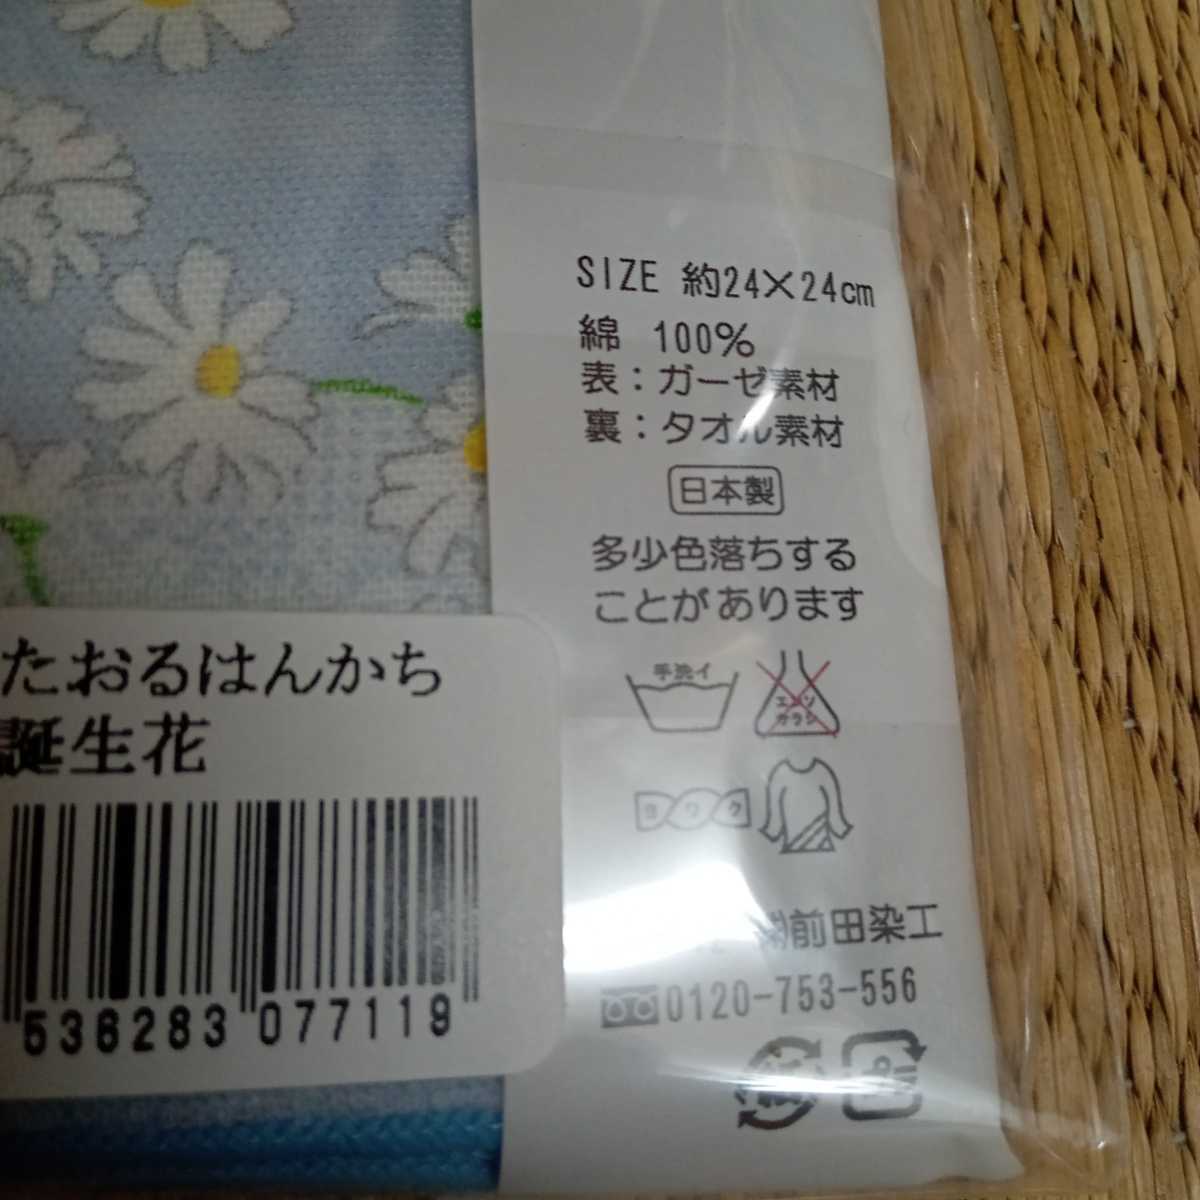 SIZE 約24×24cm
綿 100%
表：ガーゼ素材
裏：タオル素材
日本製
多少色落ちする
ことがあります
手洗イ
エンソ
サラシ
ヨワク
前田染工
0120-753-556
たおるはんかち
誕生花
536283 077119
紙
プラ